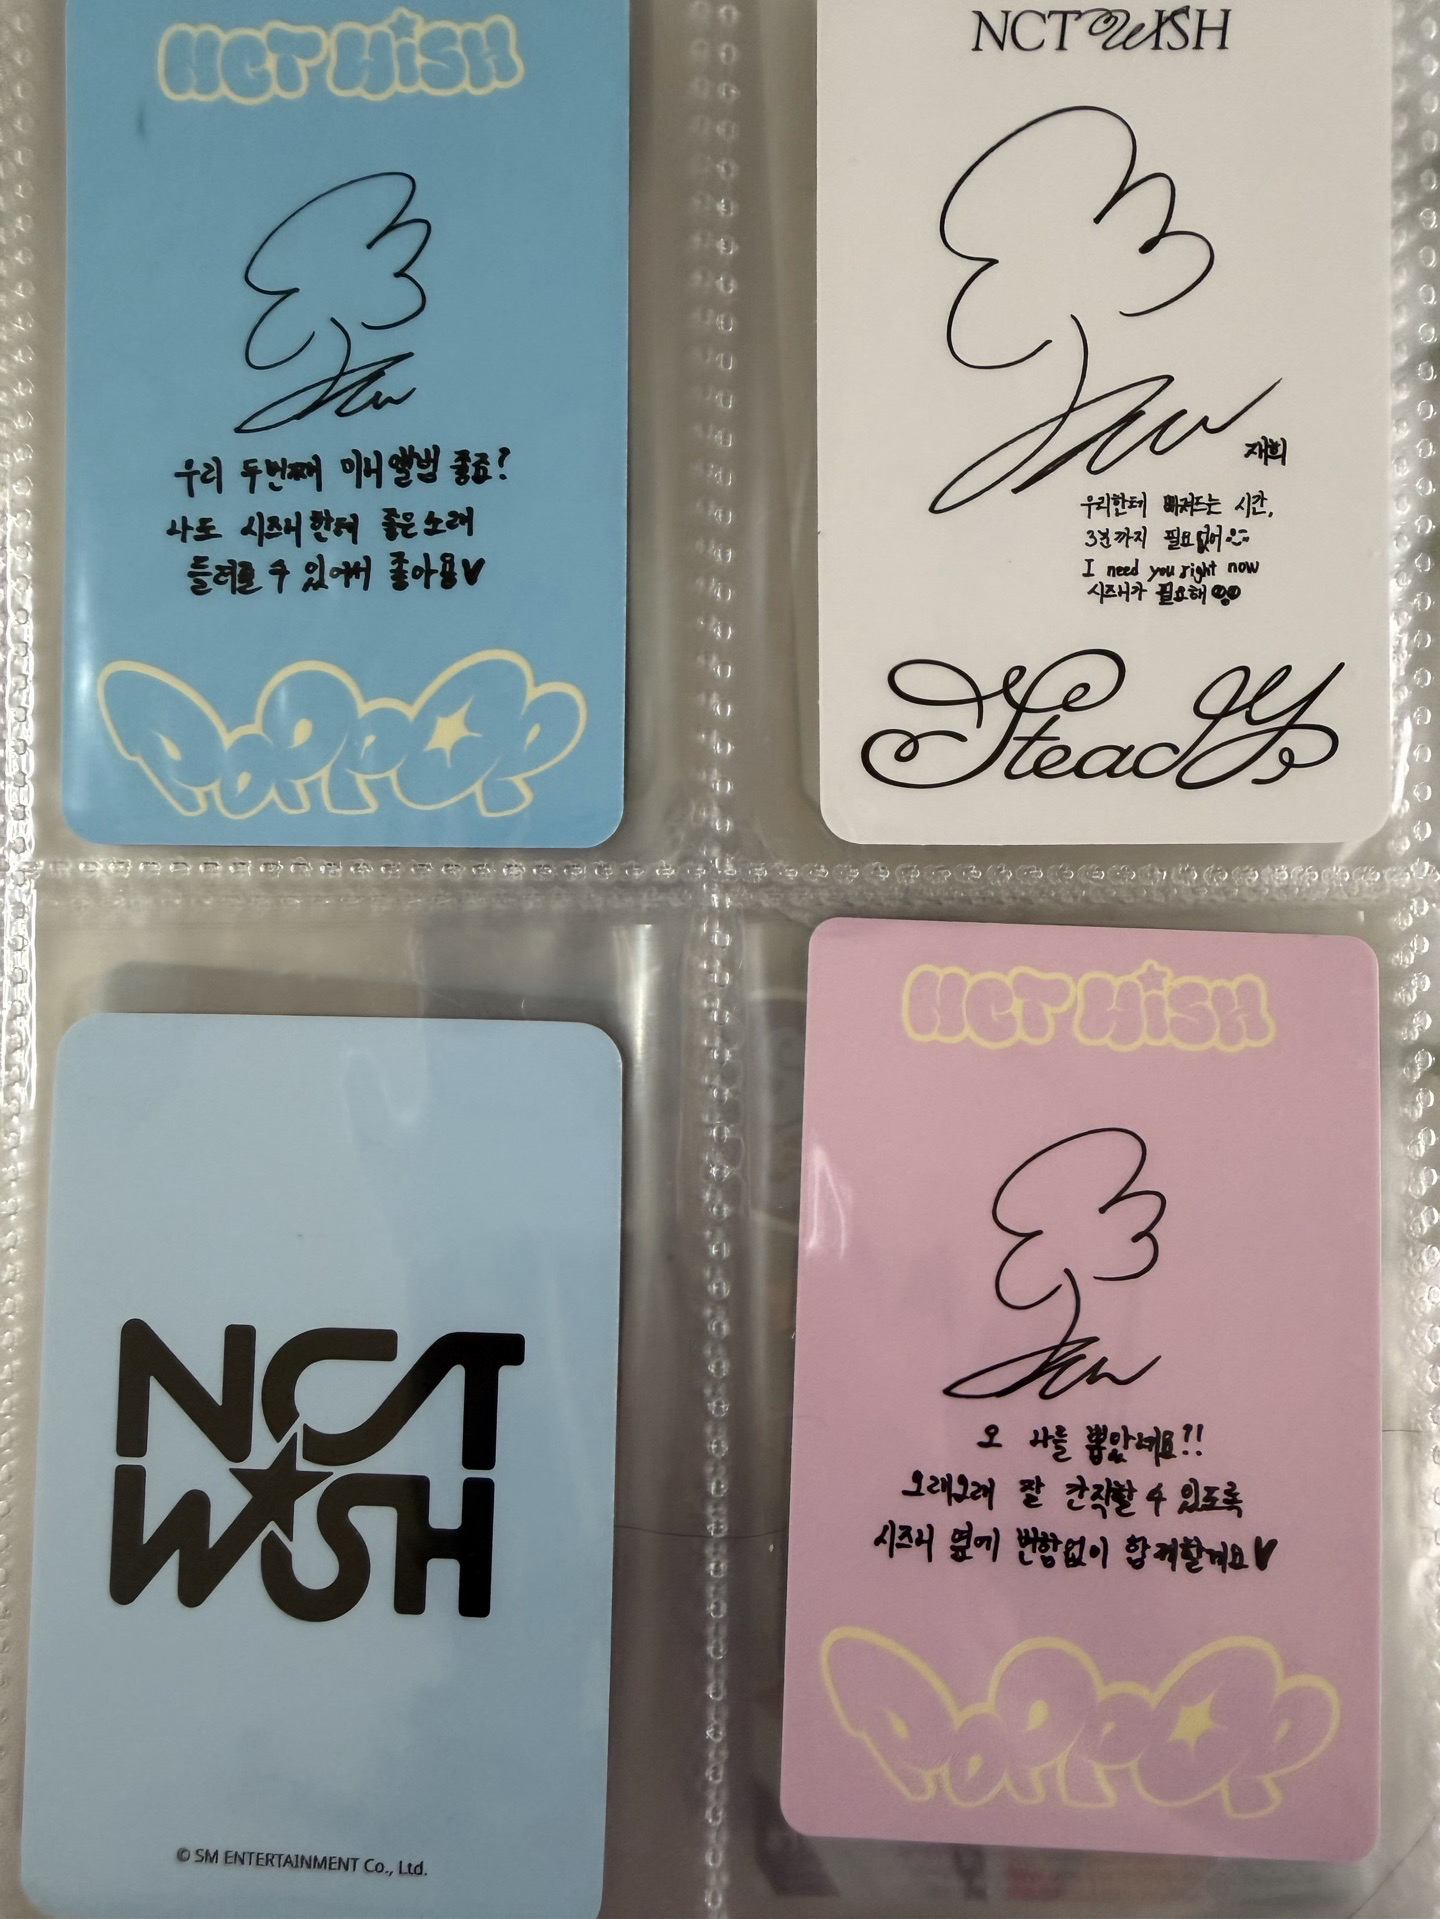 NCT WISH
우리 두번째 미니앨범 좋죠?
나도 시즈니한테 좋은노래
들려줄 수 있어서 좋아용♥
POPPOP
NCT WISH
재희
우리한테 빠져드는 시간,
3분까지 필요없어
I need you right now
시즈니가 필요해
Steady
NCT
WISH
© SM ENTERTAINMENT Co., Ltd.
NCT WISH
오 나를 뽑았네요!!
오래오래 잘 간직할 수 있도록
시즈니 옆에 변함없이 함께할게요♥
POPPOP